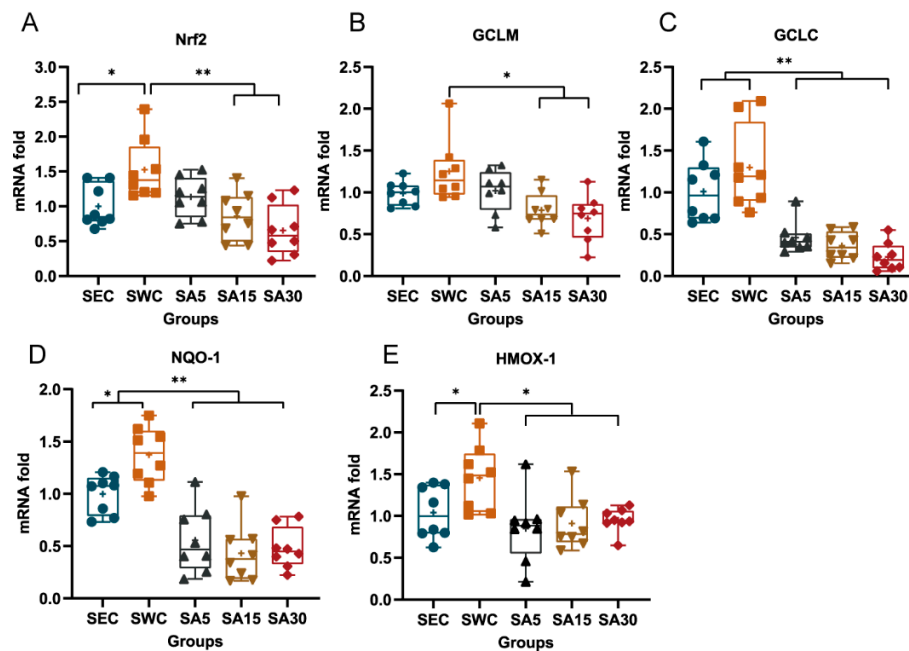 A
Nrf2
mRNA fold
3.0
2.5
2.0
1.5
1.0
0.5
0.0
*
**
SEC SWC SA5 SA15 SA30
Groups
B
GCLM
mRNA fold
2.5
2.0
1.5
1.0
0.5
0.0
*
SEC SWC SA5 SA15 SA30
Groups
C
GCLC
mRNA fold
2.5
2.0
1.5
1.0
0.5
0.0
**
SEC SWC SA5 SA15 SA30
Groups
D
NQO-1
mRNA fold
2.0
1.5
1.0
0.5
0.0
*
**
SEC SWC SA5 SA15 SA30
Groups
E
HMOX-1
mRNA fold
2.5
2.0
1.5
1.0
0.5
0.0
*
*
SEC SWC SA5 SA15 SA30
Groups